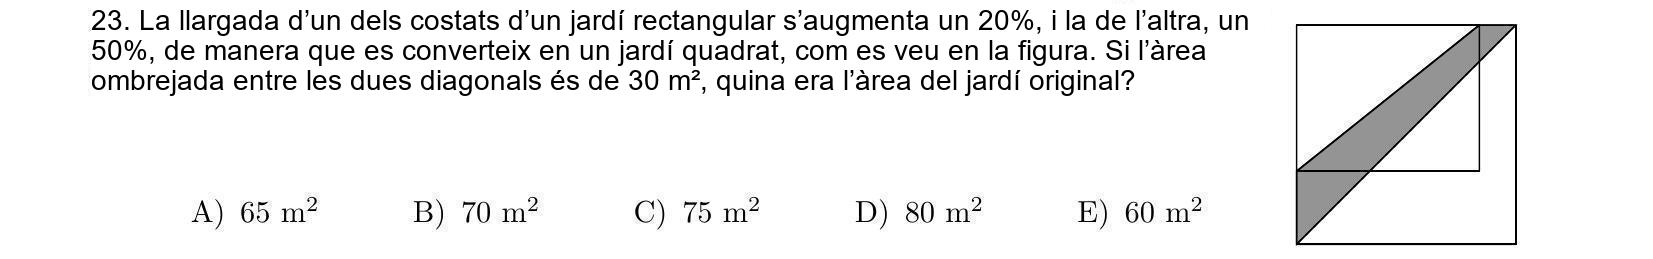 23. La llargada d’un dels costats d’un jardí rectangular s’augmenta un 20%, i la de l’altra, un
50%, de manera que es converteix en un jardí quadrat, com es veu en la figura. Si l’àrea
ombrejada entre les dues diagonals és de 30 m², quina era l’àrea del jardí original?
A) 65 m² B) 70 m² C) 75 m² D) 80 m² E) 60 m²